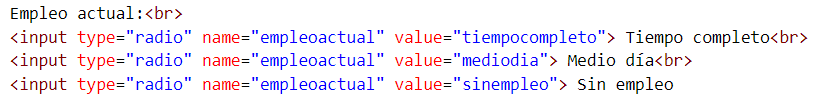 Empleo actual:<br>
<input type="radio" name="empleoactual" value="tiempocompleto"> Tiempo completo<br>
<input type="radio" name="empleoactual" value="mediodia"> Medio día<br>
<input type="radio" name="empleoactual" value="sinempleo"> Sin empleo